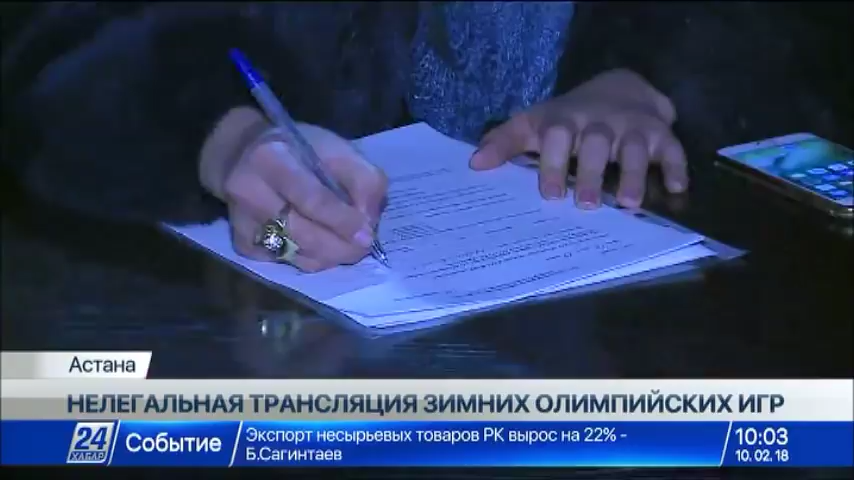 Астана
НЕЛЕГАЛЬНАЯ ТРАНСЛЯЦИЯ ЗИМНИХ ОЛИМПИЙСКИХ ИГР
24
ХАБАР
Событие
Экспорт несырьевых товаров РК вырос на 22% -
Б.Сагинтаев
10:03
10.02.18